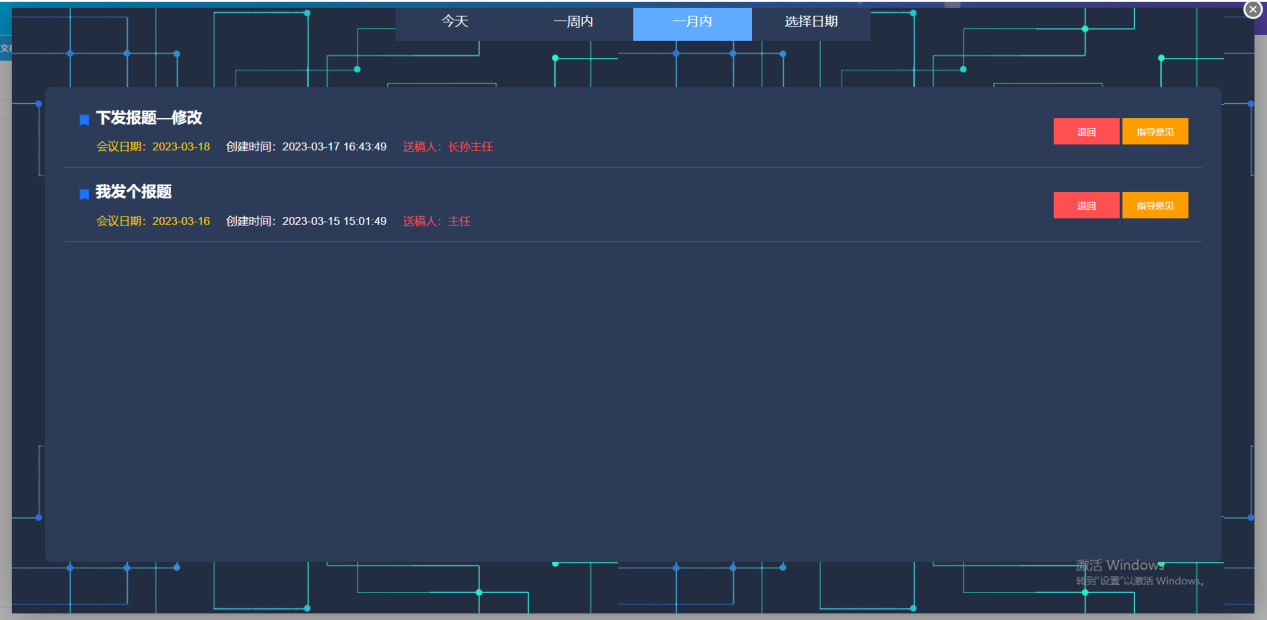 今天 一周内 一月内 选择日期
下发报题—修改
会议日期：2023-03-18 创建时间：2023-03-17 16:43:49 送稿人：长孙主任
退回 指导意见
我发个报题
会议日期：2023-03-16 创建时间：2023-03-15 15:01:49 送稿人：主任
退回 指导意见
激活 Windows
转到"设置"以激活 Windows。